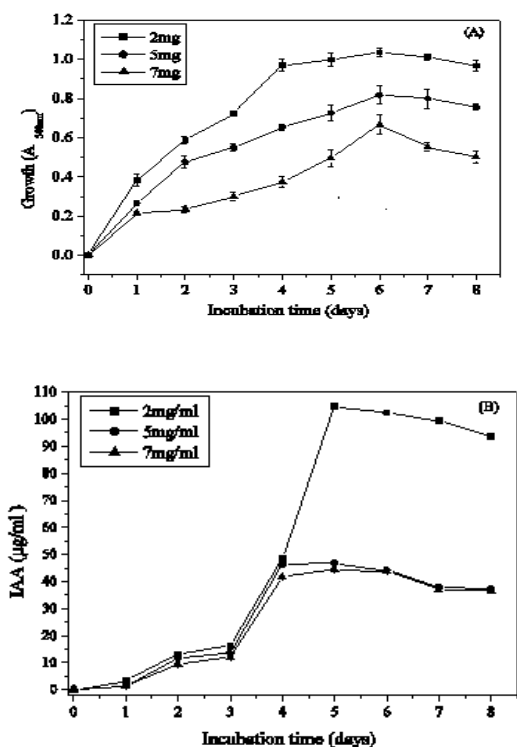 (A)
2mg
5mg
7mg
1.2
1.0
0.8
0.6
0.4
0.2
0.0
Growth (A
0 1 2 3 4 5 6 7 8
Incubation time (days)
(B)
2mg/ml
5mg/ml
7mg/ml
110
100
90
80
70
60
50
40
30
20
10
0
IAA (µg/ml)
0 1 2 3 4 5 6 7 8
Incubation time (days)